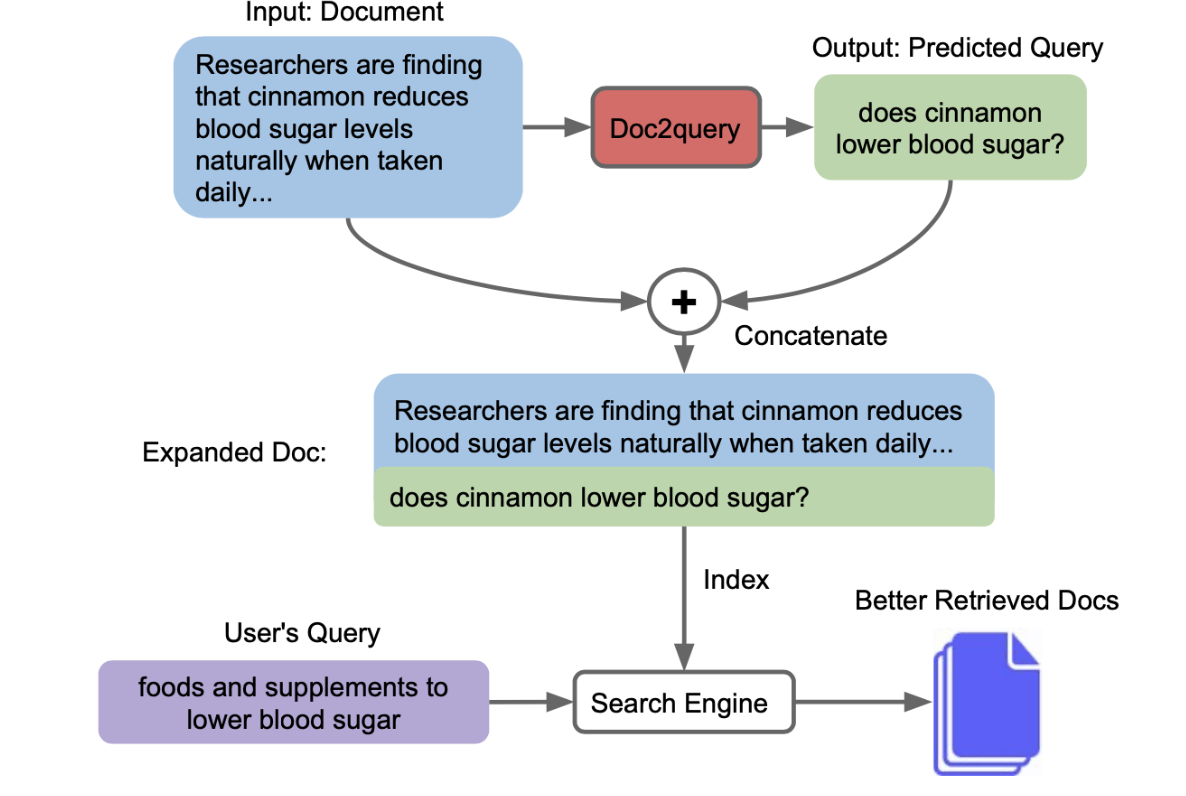 Input: Document
Output: Predicted Query
Researchers are finding
that cinnamon reduces
blood sugar levels
naturally when taken
daily...
Doc2query
does cinnamon
lower blood sugar?
+
Concatenate
Expanded Doc:
Researchers are finding that cinnamon reduces
blood sugar levels naturally when taken daily...
does cinnamon lower blood sugar?
Index
Better Retrieved Docs
User's Query
foods and supplements to
lower blood sugar
Search Engine